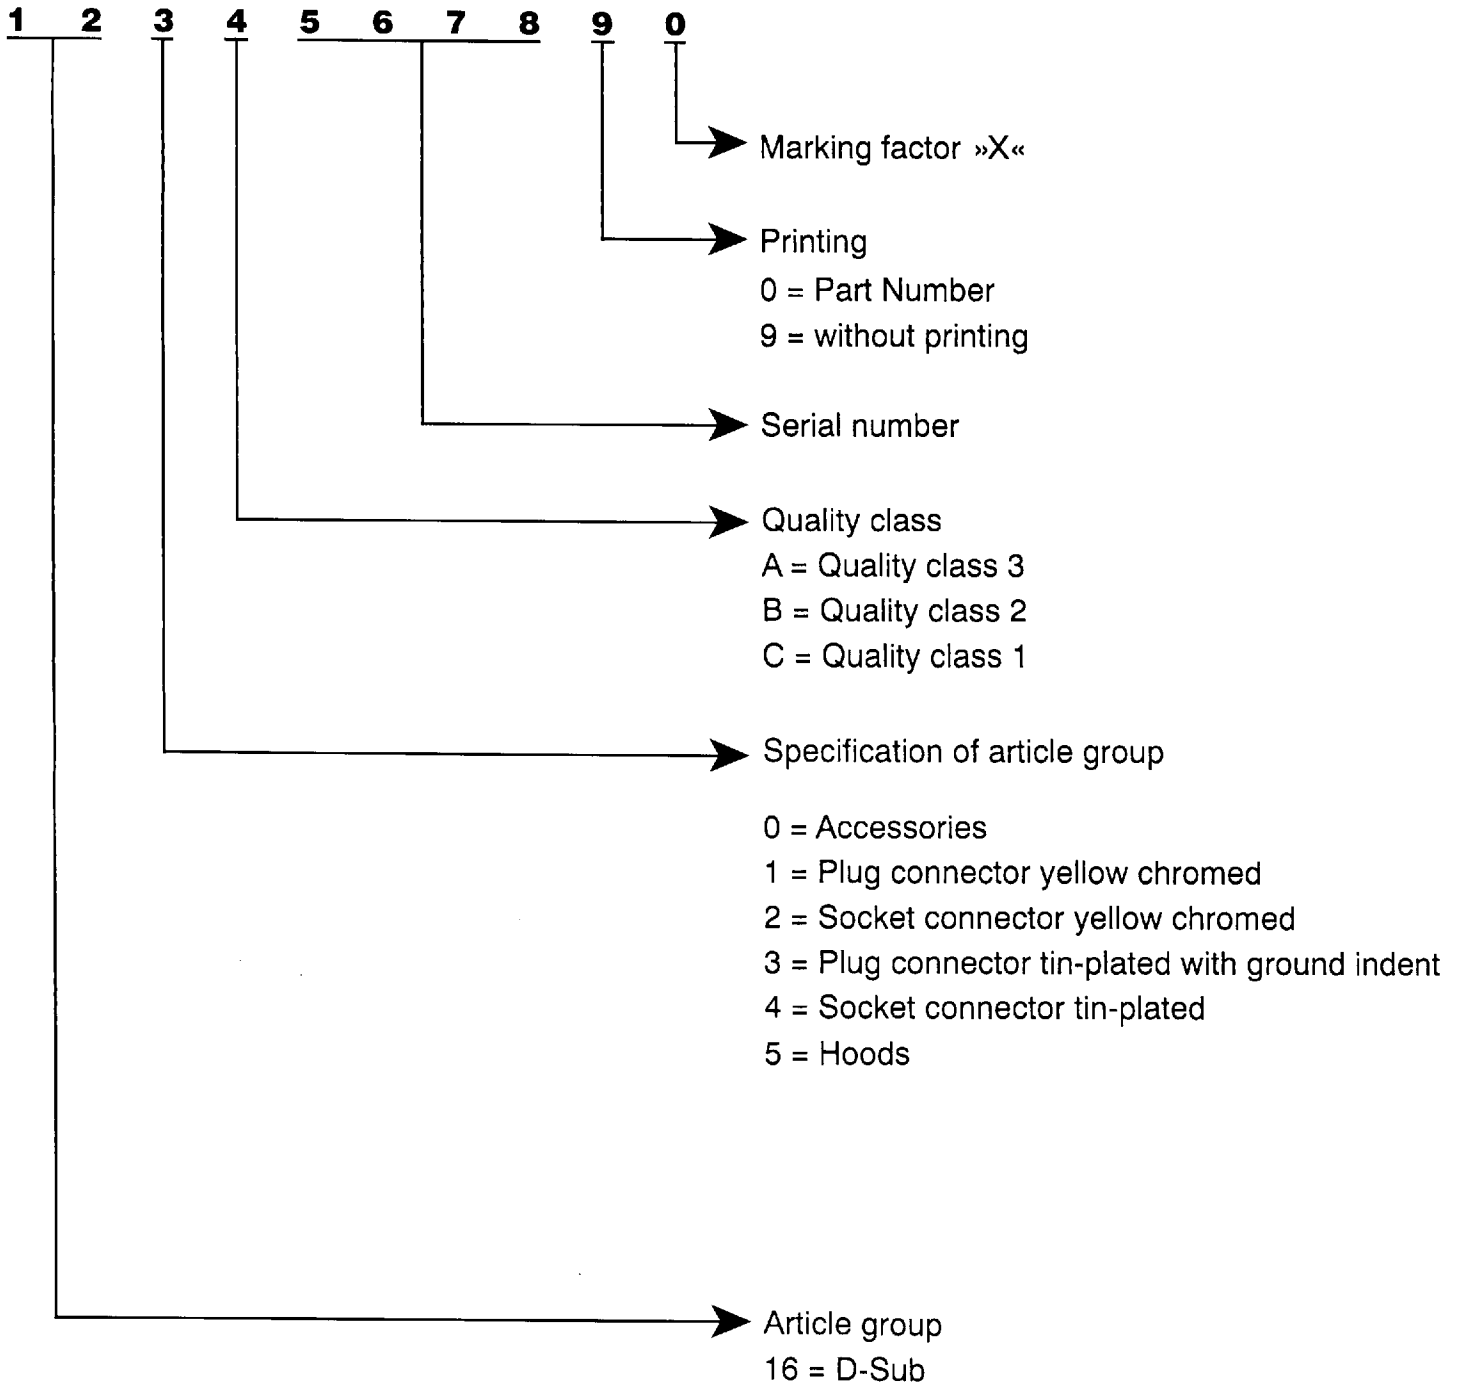 1 2 3 4 5 6 7 8 9 0
Marking factor »X«
Printing
0 = Part Number
9 = without printing
Serial number
Quality class
A = Quality class 3
B = Quality class 2
C = Quality class 1
Specification of article group
0 = Accessories
1 = Plug connector yellow chromed
2 = Socket connector yellow chromed
3 = Plug connector tin-plated with ground indent
4 = Socket connector tin-plated
5 = Hoods
Article group
16 = D-Sub